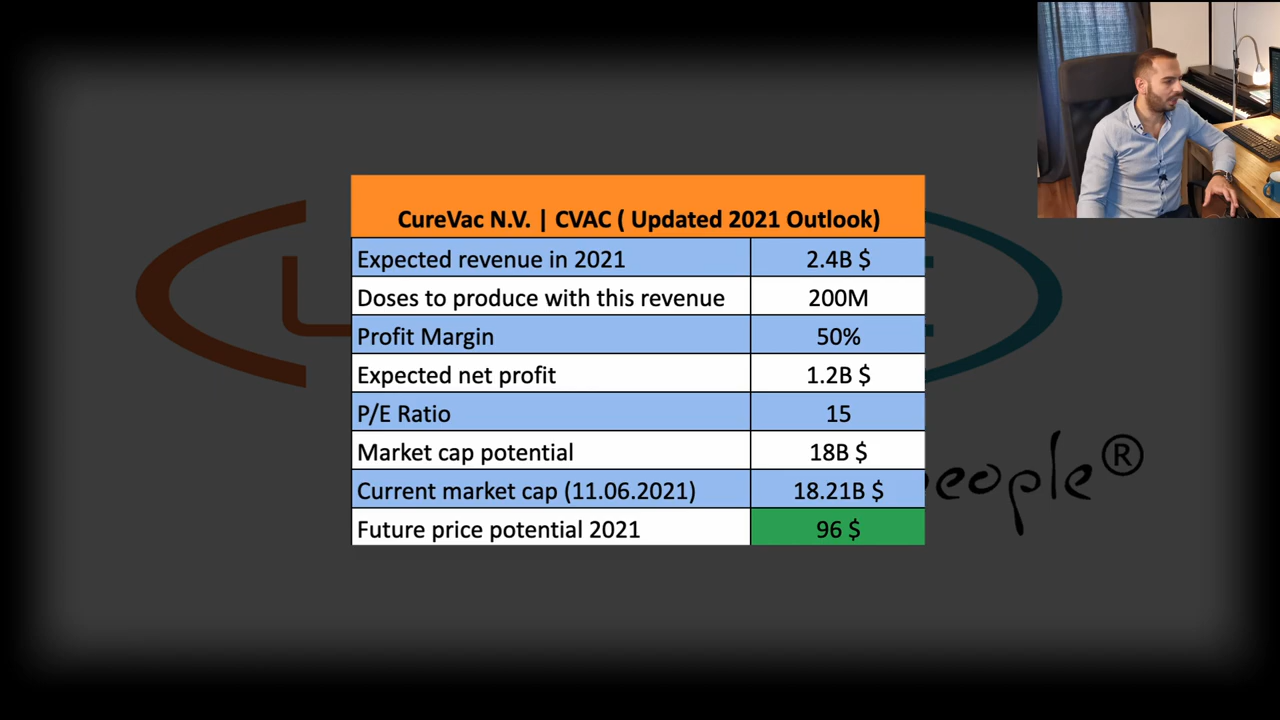 CureVac N.V. | CVAC ( Updated 2021 Outlook)
Expected revenue in 2021 2.4B $
Doses to produce with this revenue 200M
Profit Margin 50%
Expected net profit 1.2B $
P/E Ratio 15
Market cap potential 18B $
Current market cap (11.06.2021) 18.21B $
Future price potential 2021 96 $
people®